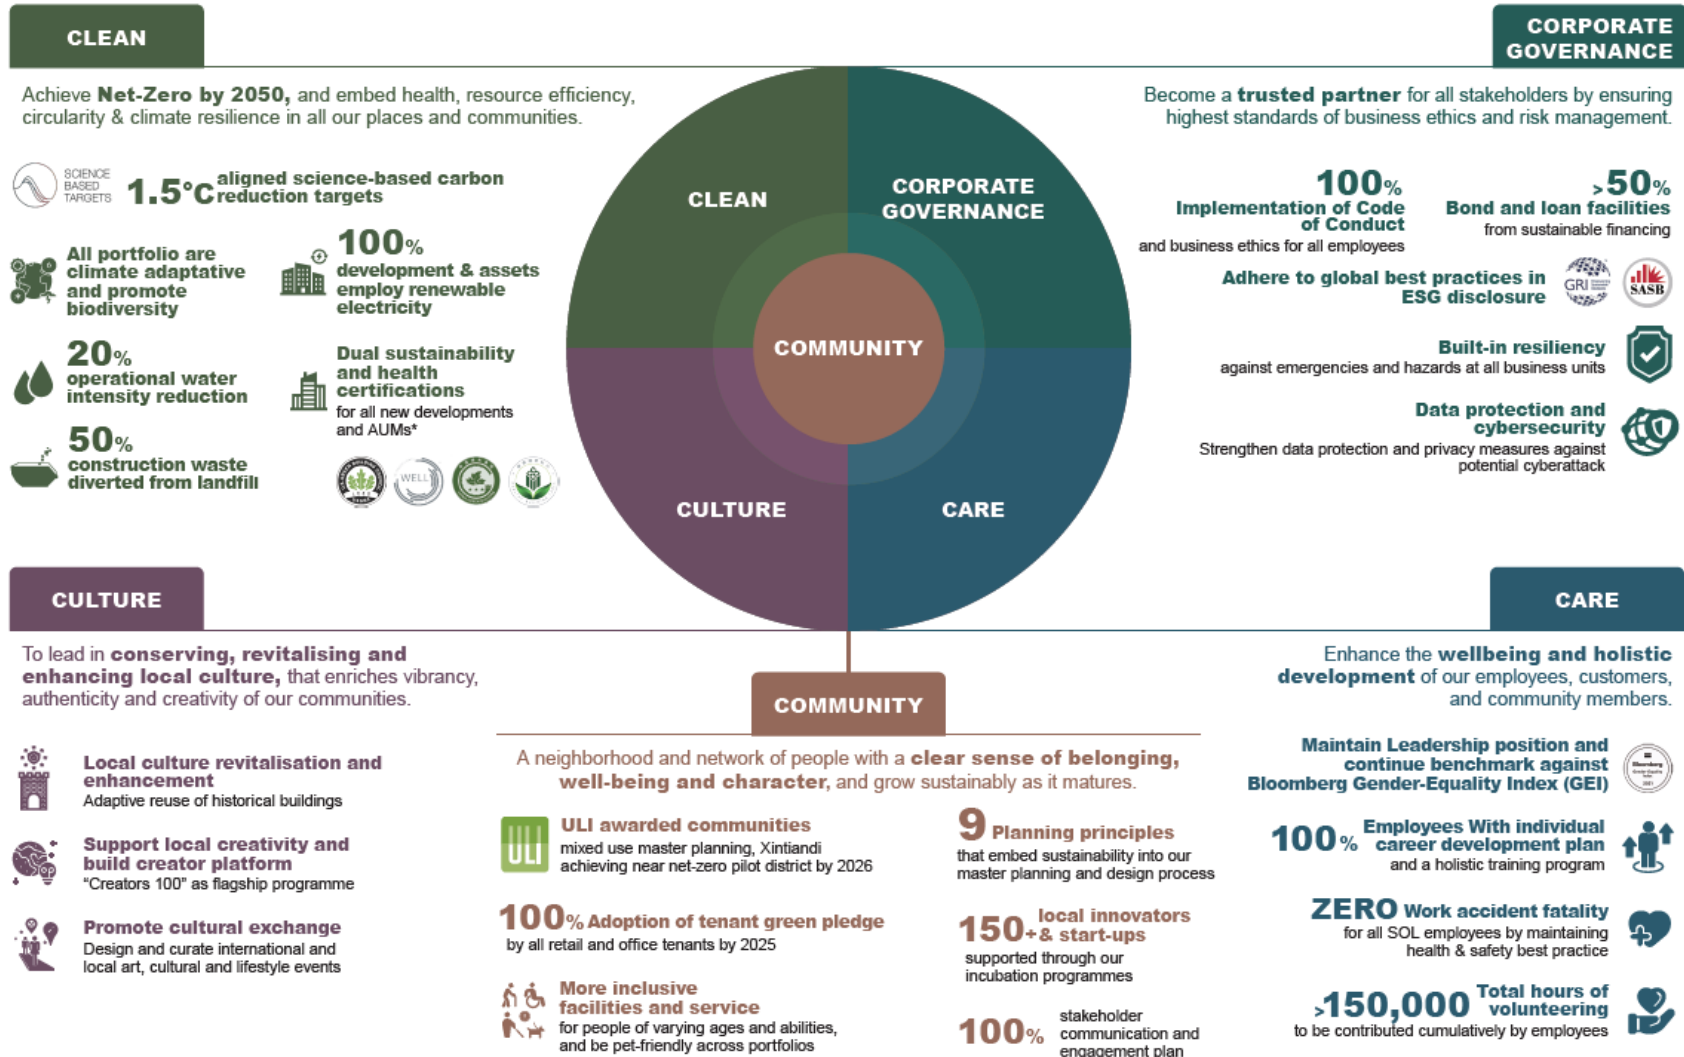 CLEAN
Achieve Net-Zero by 2050, and embed health, resource efficiency,
circularity & climate resilience in all our places and communities.
SCIENCE
BASED
TARGETS
1.5°C
aligned science-based carbon
reduction targets
All portfolio are
climate adaptative
and promote
biodiversity
100%
development & assets
employ renewable
electricity
20%
operational water
intensity reduction
Dual sustainability
and health
certifications
for all new developments
and AUMs*
50%
construction waste
diverted from landfill
WELL
CLEAN
CORPORATE
GOVERNANCE
COMMUNITY
CULTURE
CARE
CORPORATE
GOVERNANCE
Become a trusted partner for all stakeholders by ensuring
highest standards of business ethics and risk management.
100%
Implementation of Code
of Conduct
and business ethics for all employees
>50%
Bond and loan facilities
from sustainable financing
Adhere to global best practices in
ESG disclosure
GRI
SASB
Built-in resiliency
against emergencies and hazards at all business units
Data protection and
cybersecurity
Strengthen data protection and privacy measures against
potential cyberattack
CULTURE
To lead in conserving, revitalising and
enhancing local culture, that enriches vibrancy,
authenticity and creativity of our communities.
Local culture revitalisation and
enhancement
Adaptive reuse of historical buildings
Support local creativity and
build creator platform
“Creators 100” as flagship programme
Promote cultural exchange
Design and curate international and
local art, cultural and lifestyle events
COMMUNITY
A neighborhood and network of people with a clear sense of belonging,
well-being and character, and grow sustainably as it matures.
ULI
ULI awarded communities
mixed use master planning, Xintiandi
achieving near net-zero pilot district by 2026
100% Adoption of tenant green pledge
by all retail and office tenants by 2025
More inclusive
facilities and service
for people of varying ages and abilities,
and be pet-friendly across portfolios
9 Planning principles
that embed sustainability into our
master planning and design process
150+ local innovators
& start-ups
supported through our
incubation programmes
100%
stakeholder
communication and
engagement plan
CARE
Enhance the wellbeing and holistic
development of our employees, customers,
and community members.
Maintain Leadership position and
continue benchmark against
Bloomberg Gender-Equality Index (GEI)
Bloomberg
100% Employees With individual
career development plan
and a holistic training program
ZERO Work accident fatality
for all SOL employees by maintaining
health & safety best practice
>150,000 Total hours of
volunteering
to be contributed cumulatively by employees